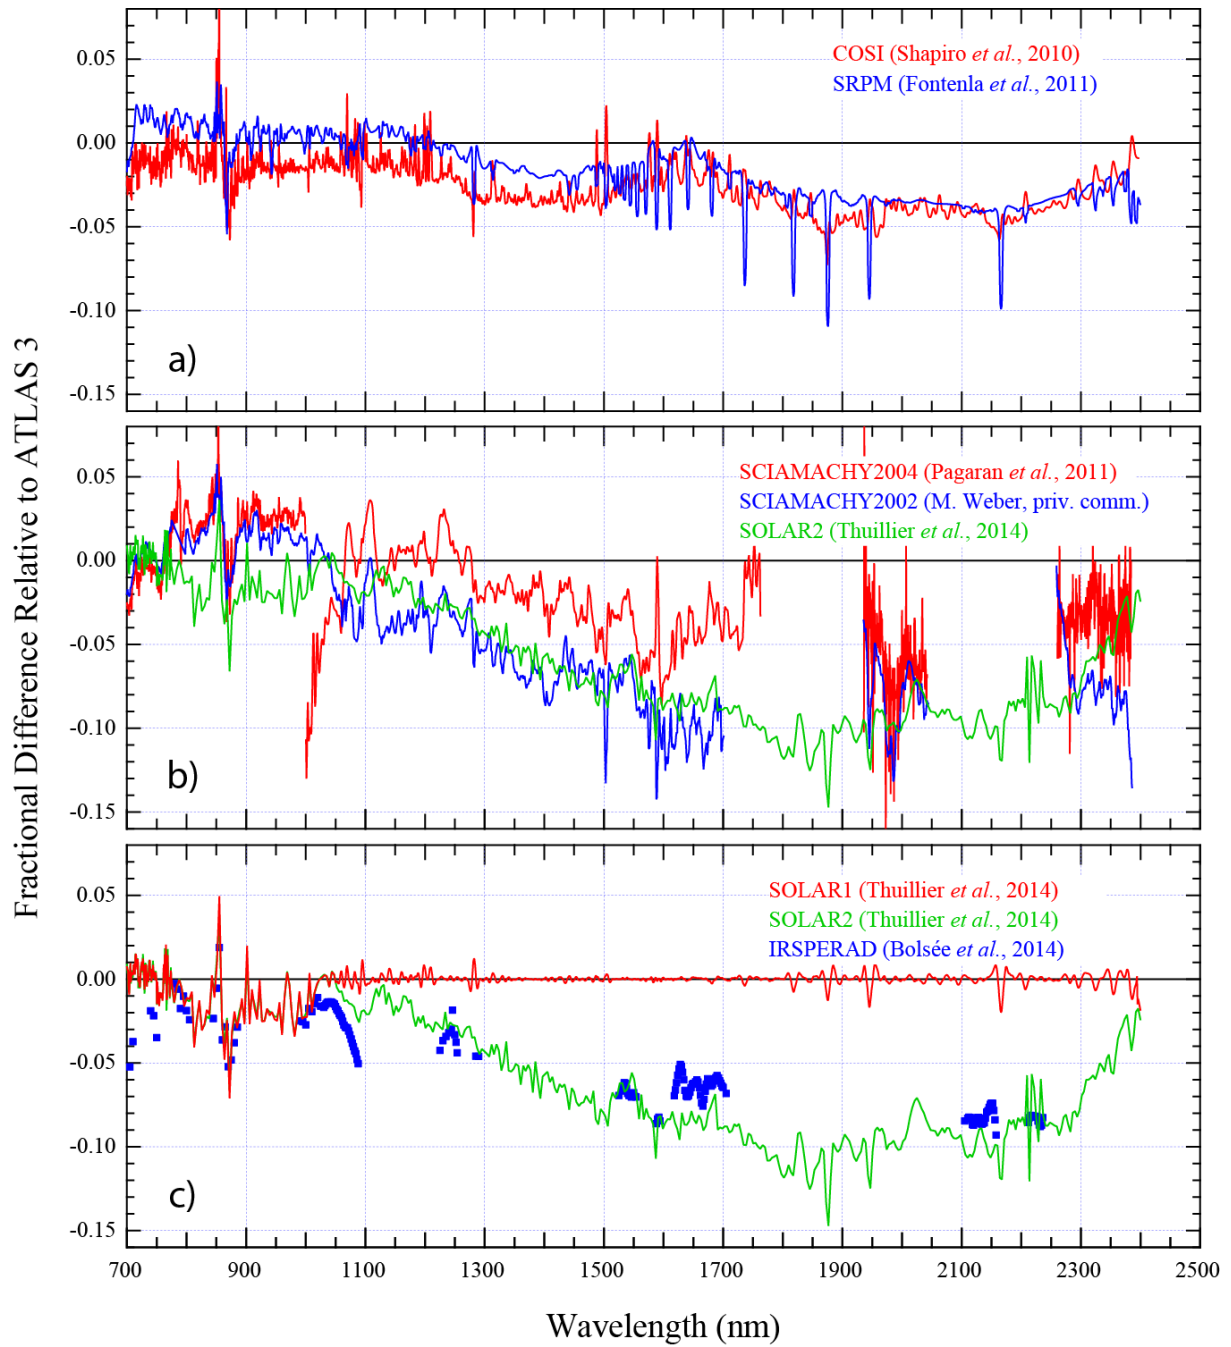 Fractional Difference Relative to ATLAS 3
0.05
0.00
-0.05
-0.10
-0.15
COSI (Shapiro et al., 2010)
SRPM (Fontenla et al., 2011)
a)
0.05
0.00
-0.05
-0.10
-0.15
SCIAMACHY2004 (Pagaran et al., 2011)
SCIAMACHY2002 (M. Weber, priv. comm.)
SOLAR2 (Thuillier et al., 2014)
b)
0.05
0.00
-0.05
-0.10
-0.15
SOLAR1 (Thuillier et al., 2014)
SOLAR2 (Thuillier et al., 2014)
IRSPERAD (Bolsée et al., 2014)
c)
700 900 1100 1300 1500 1700 1900 2100 2300 2500
Wavelength (nm)